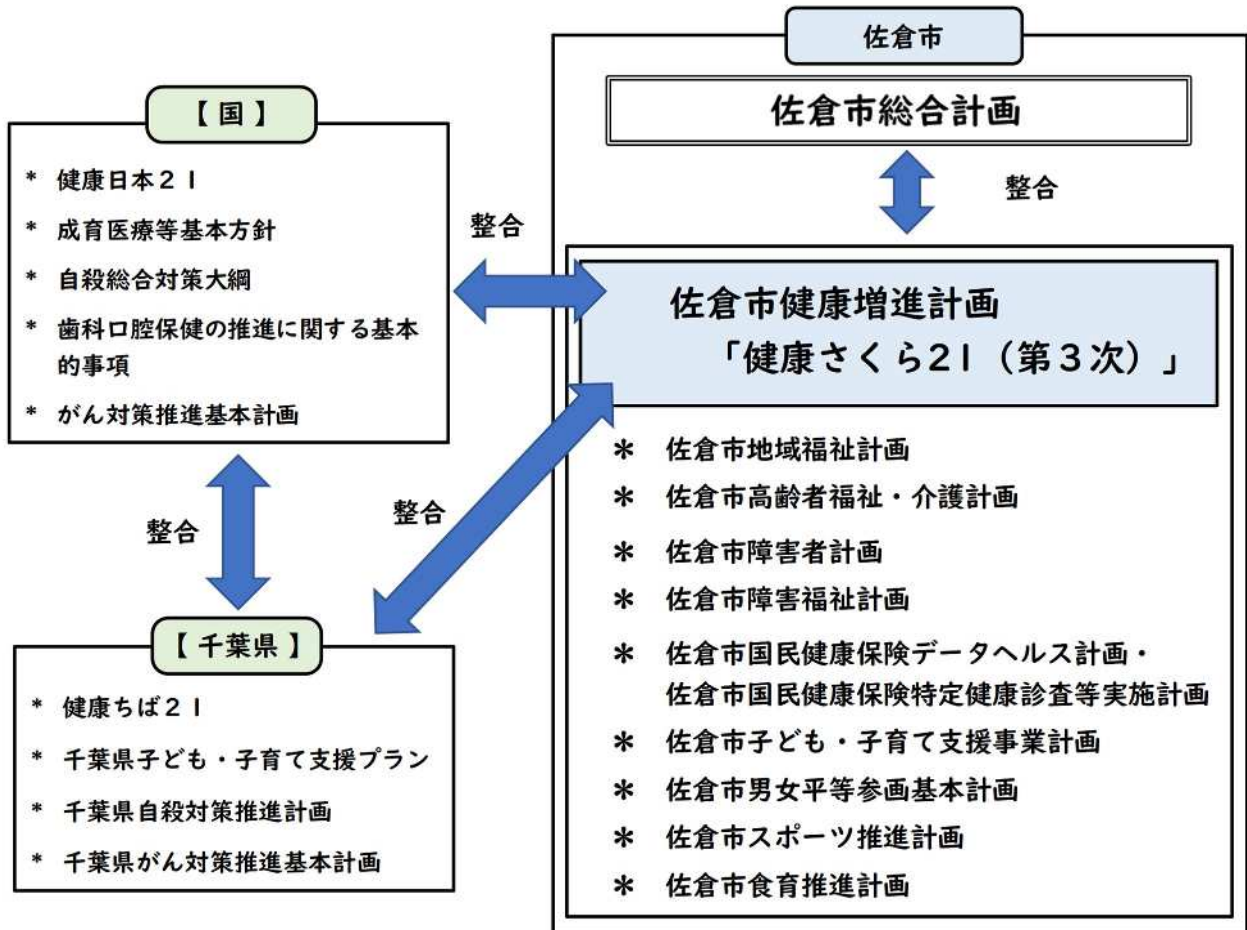 佐倉市
佐倉市総合計画
整合
【 国 】
* 健康日本21
* 成育医療等基本方針
* 自殺総合対策大綱
* 歯科口腔保健の推進に関する基本
的事項
* がん対策推進基本計画
整合
佐倉市健康増進計画
「健康さくら21（第3次）」
整合
整合
【 千葉県 】
* 健康ちば21
* 千葉県子ども・子育て支援プラン
* 千葉県自殺対策推進計画
* 千葉県がん対策推進基本計画
* 佐倉市地域福祉計画
* 佐倉市高齢者福祉・介護計画
* 佐倉市障害者計画
* 佐倉市障害福祉計画
* 佐倉市国民健康保険データヘルス計画・
佐倉市国民健康保険特定健康診査等実施計画
* 佐倉市子ども・子育て支援事業計画
* 佐倉市男女平等参画基本計画
* 佐倉市スポーツ推進計画
* 佐倉市食育推進計画